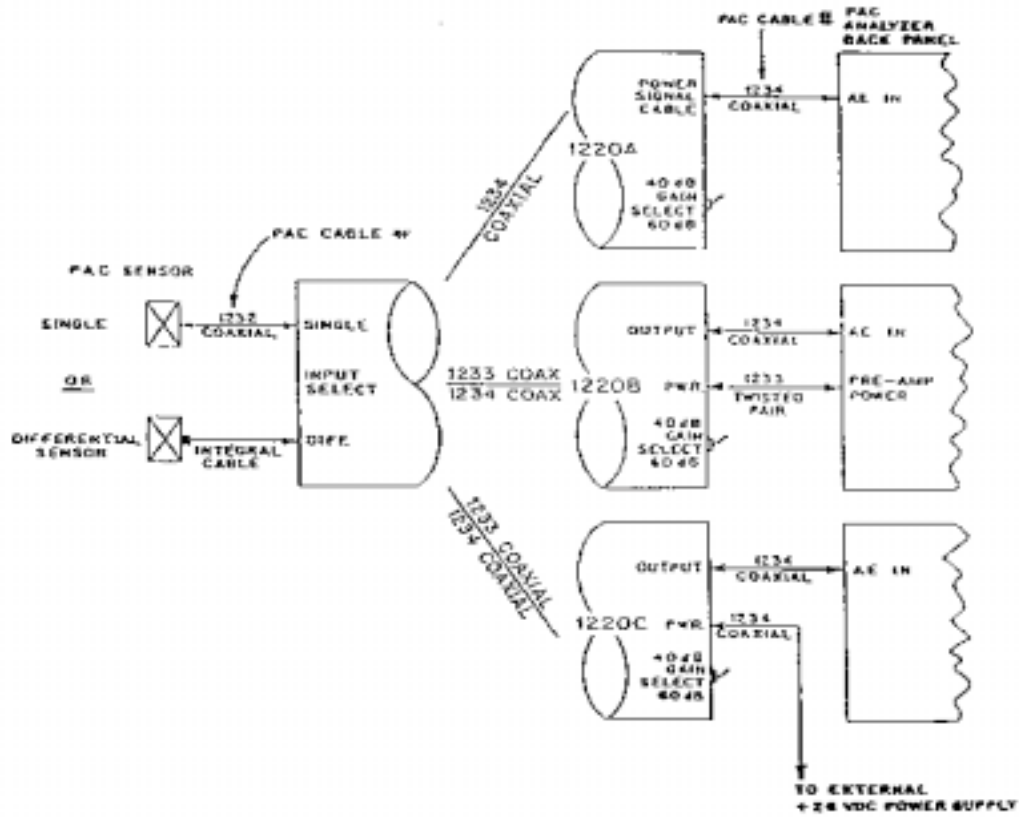 PAC CABLE #
PAC
ANALYZER
BACK PANEL
POWER
SIGNAL
CABLE
1234
COAXIAL
AE IN
1220A
40 dB
GAIN
SELECT
60 dB
1234
COAXIAL
PAC CABLE #
PAC SENSOR
SINGLE
1232
COAXIAL
SINGLE
OR
INPUT
SELECT
DIFFERENTIAL
SENSOR
INTEGRAL
CABLE
DIFF.
1233 COAX
1234 COAX
1220B
OUTPUT
1234
COAXIAL
AE IN
PWR
1233
TWISTED
PAIR
PRE-AMP
POWER
40 dB
GAIN
SELECT
60 dB
1233 COAXIAL
1234 COAXIAL
1220C
OUTPUT
1234
COAXIAL
AE IN
PWR
1234
COAXIAL
40 dB
GAIN
SELECT
60 dB
TO EXTERNAL
VDC POWER SUPPLY